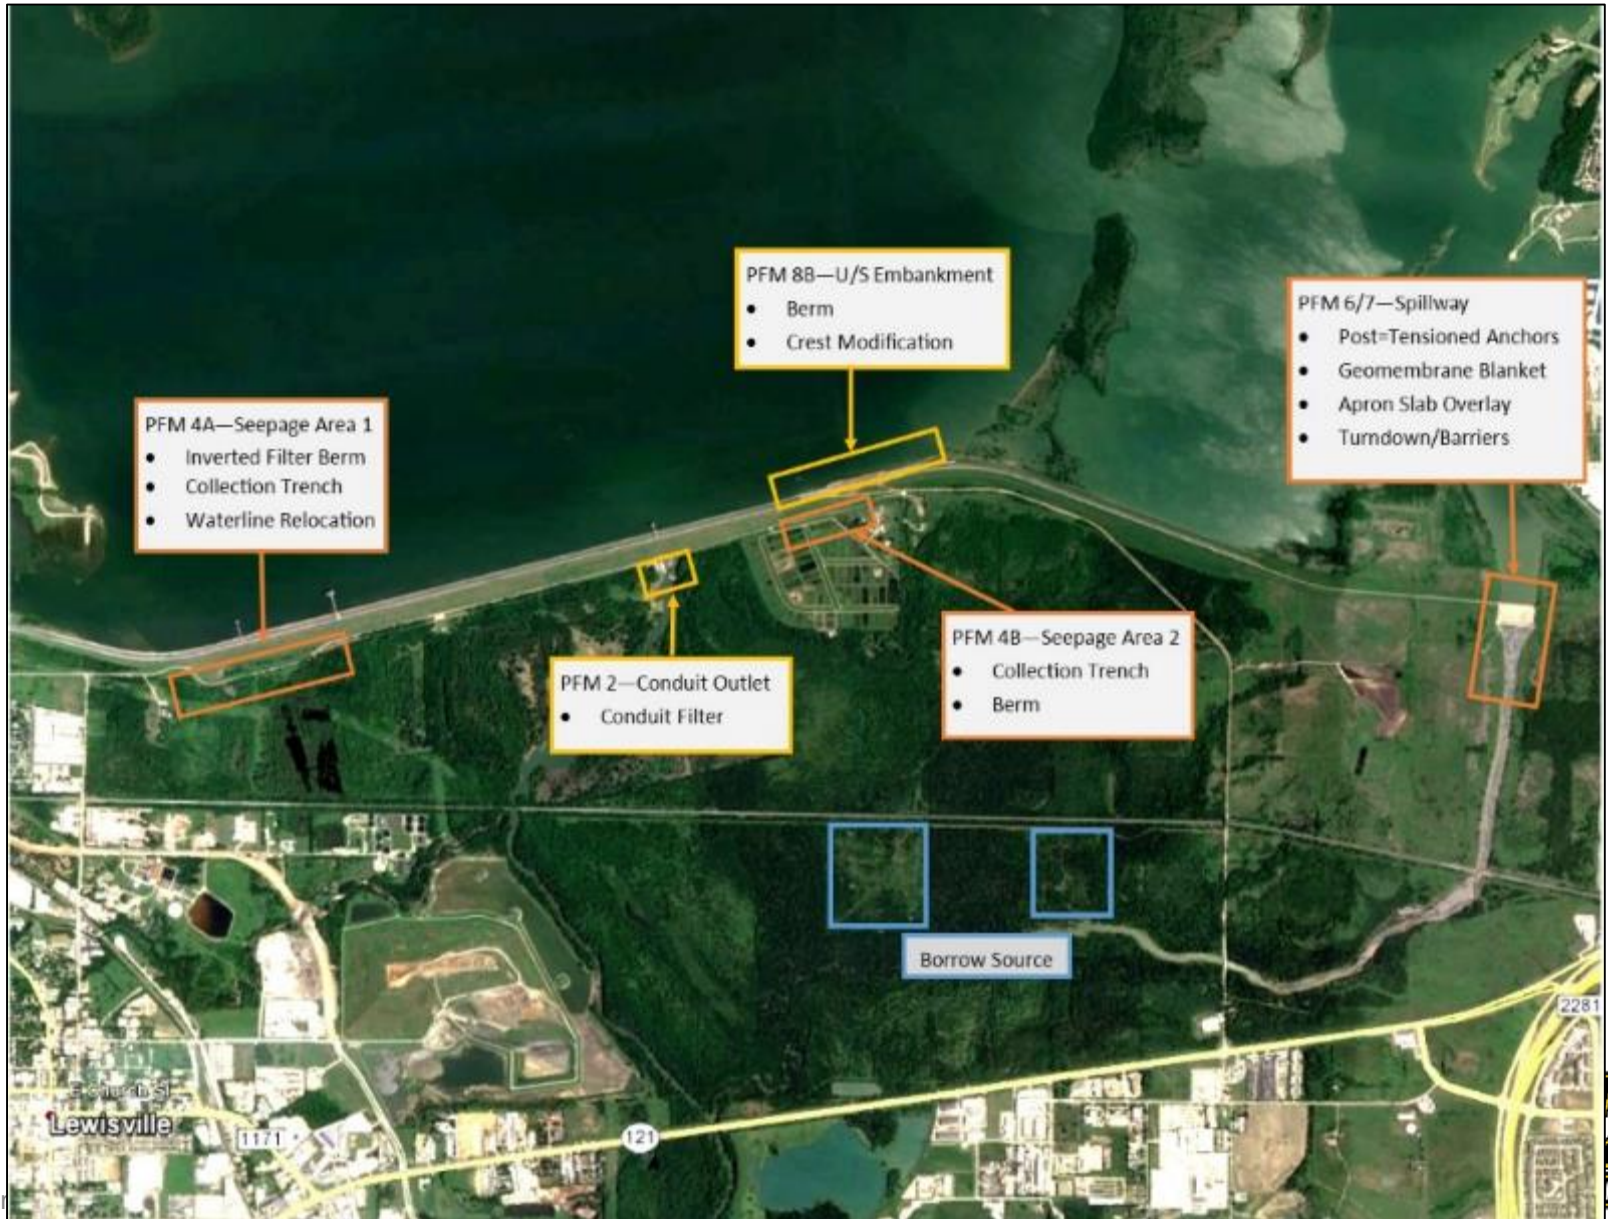 PFM 8B—U/S Embankment
• Berm
• Crest Modification
PFM 6/7—Spillway
• Post=Tensioned Anchors
• Geomembrane Blanket
• Apron Slab Overlay
• Turndown/Barriers
PFM 4A—Seepage Area 1
• Inverted Filter Berm
• Collection Trench
• Waterline Relocation
PFM 2—Conduit Outlet
• Conduit Filter
PFM 4B—Seepage Area 2
• Collection Trench
• Berm
Borrow Source
2281
E Church St
Lewisville
1171
121